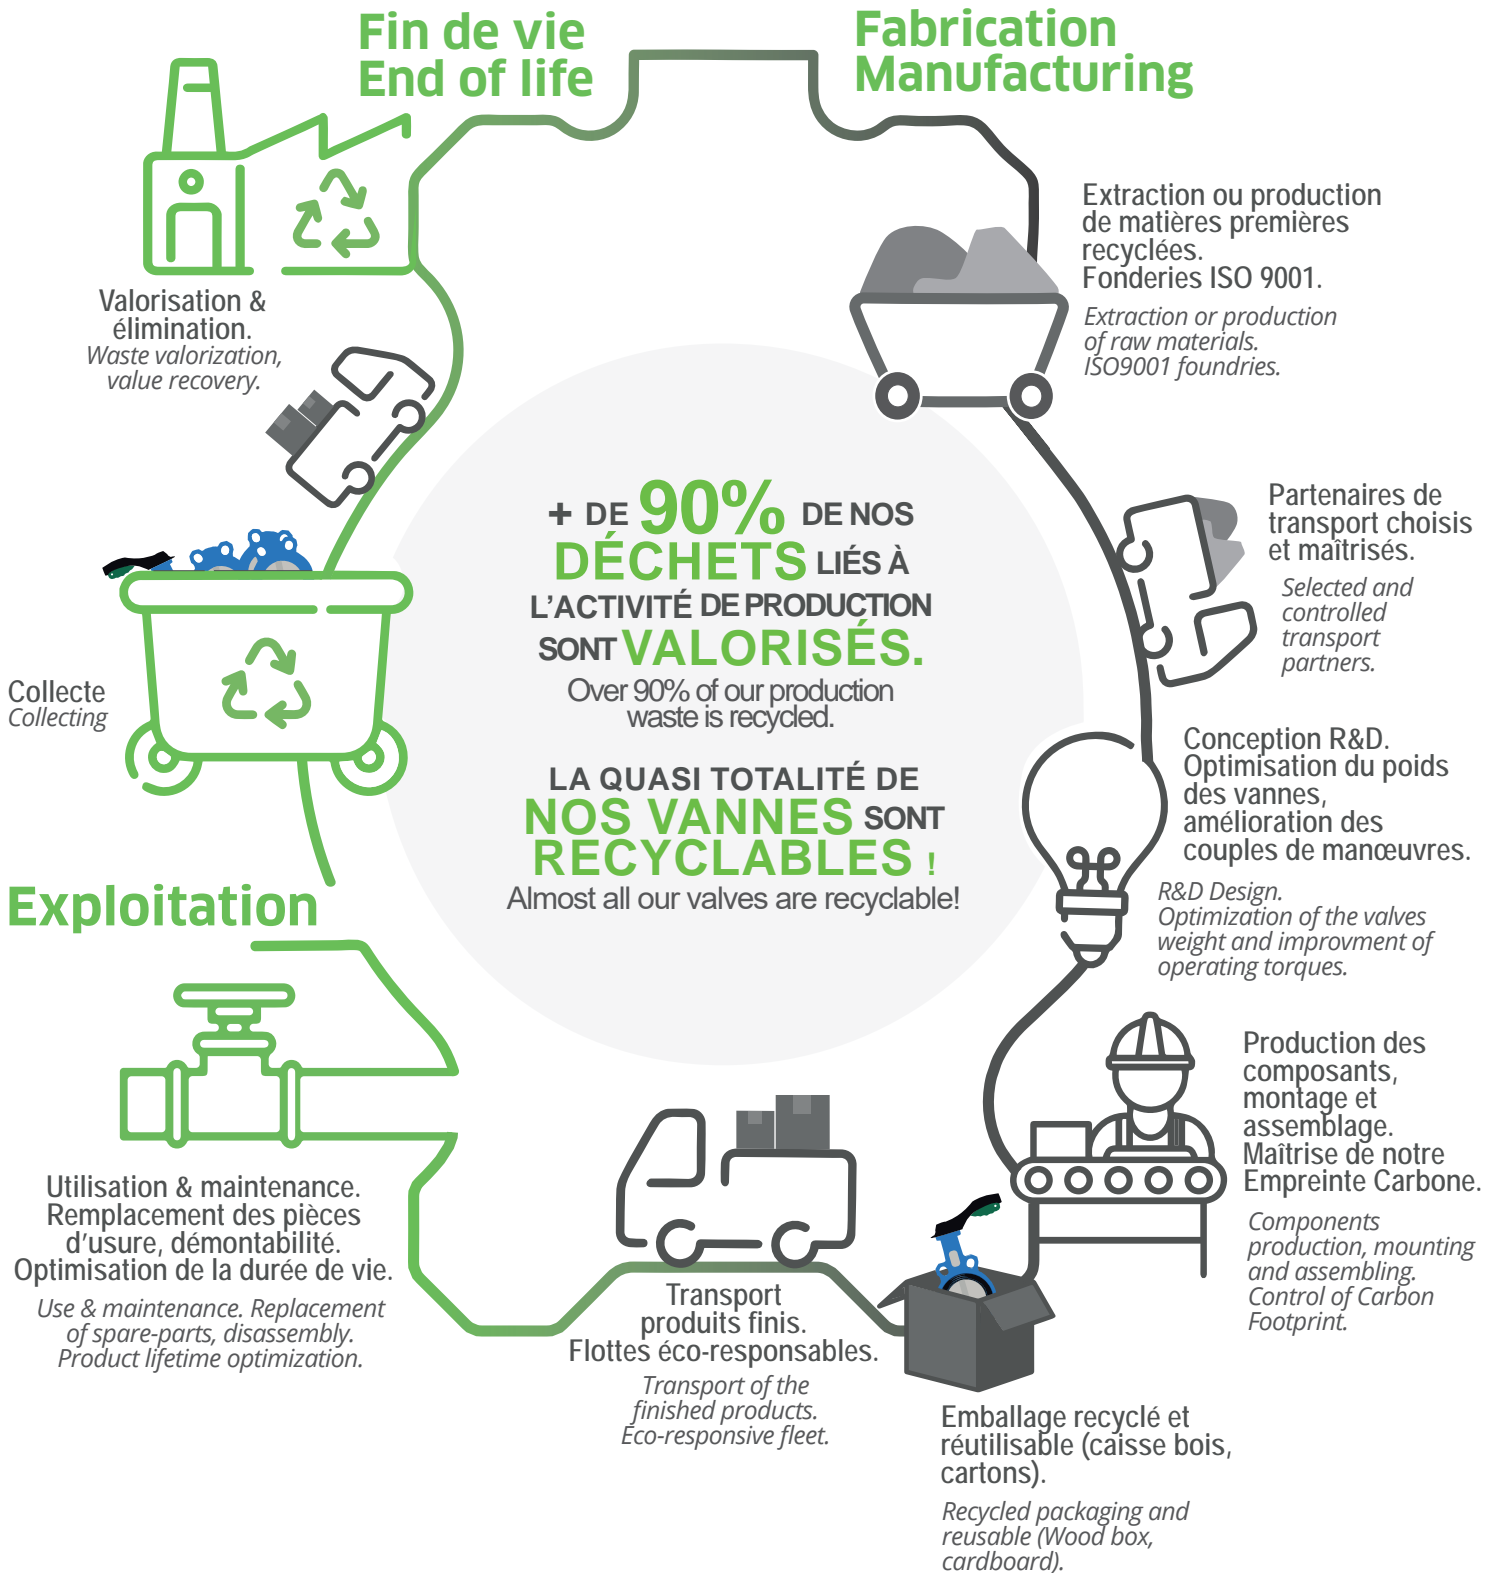 Fin de vie
End of life
Fabrication
Manufacturing
Extraction ou production
de matières premières
recyclées.
Fonderies ISO 9001.
Extraction or production
of raw materials.
ISO9001 foundries.
Partenaires de
transport choisis
et maîtrisés.
Selected and
controlled
transport
partners.
Conception R&D.
Optimisation du poids
des vannes,
amélioration des
couples de manœuvres.
R&D Design.
Optimization of the valves
weight and improvment of
operating torques.
Production des
composants,
montage et
assemblage.
Maîtrise de notre
Empreinte Carbone.
Components
production, mounting
and assembling.
Control of Carbon
Footprint.
Emballage recyclé et
réutilisable (caisse bois,
cartons).
Recycled packaging and
reusable (Wood box,
cardboard).
Transport
produits finis.
Flottes éco-responsables.
Transport of the
finished products.
Eco-responsive fleet.
Exploitation
Utilisation & maintenance.
Remplacement des pièces
d'usure, démontabilité.
Optimisation de la durée de vie.
Use & maintenance. Replacement
of spare-parts, disassembly.
Product lifetime optimization.
Collecte
Collecting
Valorisation &
élimination.
Waste valorization,
value recovery.
+ DE 90% DE NOS
DÉCHETS LIÉS À
L'ACTIVITÉ DE PRODUCTION
SONT VALORISÉS.
Over 90% of our production
waste is recycled.
LA QUASI TOTALITÉ DE
NOS VANNES SONT
RECYCLABLES !
Almost all our valves are recyclable!